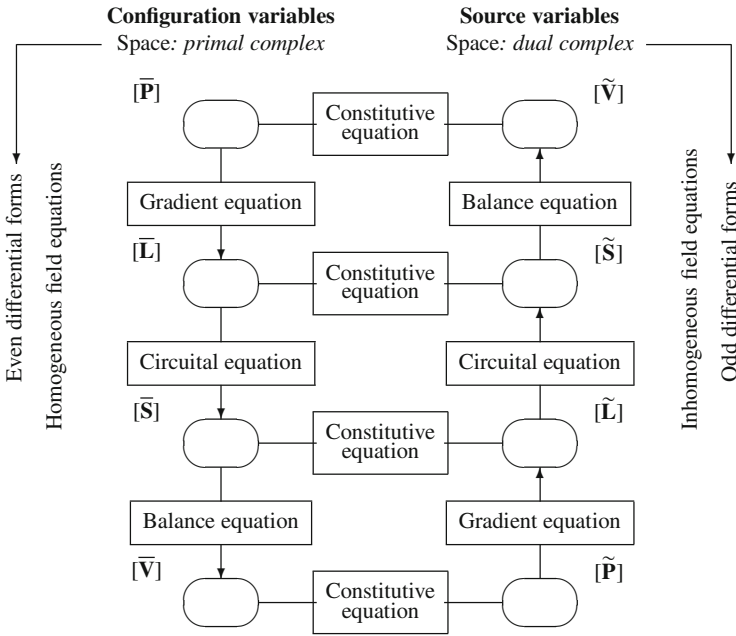 Configuration variables
Space: primal complex
Source variables
Space: dual complex
[P̅]
Constitutive
equation
[Ṽ]
Gradient equation
Balance equation
[L̅]
Constitutive
equation
[S̃]
Circuital equation
Circuital equation
[S̅]
Constitutive
equation
[L̃]
Balance equation
Gradient equation
[V̅]
Constitutive
equation
[P̃]
Even differential forms
Homogeneous field equations
Inhomogeneous field equations
Odd differential forms